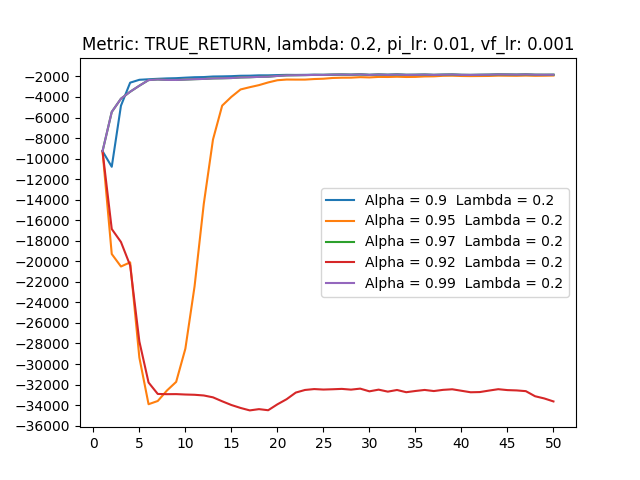 Metric: TRUE_RETURN, lambda: 0.2, pi_lr: 0.01, vf_lr: 0.001
−2000
−4000
−6000
−8000
−10000
−12000
−14000
−16000
−18000
−20000
−22000
−24000
−26000
−28000
−30000
−32000
−34000
−36000
Alpha = 0.9  Lambda = 0.2
Alpha = 0.95  Lambda = 0.2
Alpha = 0.97  Lambda = 0.2
Alpha = 0.92  Lambda = 0.2
Alpha = 0.99  Lambda = 0.2
0 5 10 15 20 25 30 35 40 45 50